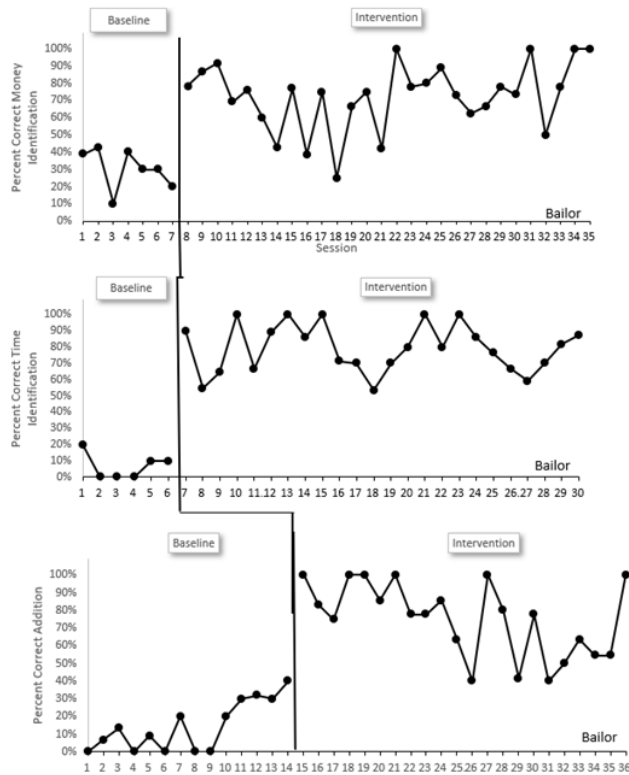 Baseline
Intervention
Percent Correct Money
Identification
100%
90%
80%
70%
60%
50%
40%
30%
20%
10%
0%
Bailor
1 2 3 4 5 6 7 8 9 10 11 12 13 14 15 16 17 18 19 20 21 22 23 24 25 26 27 28 29 30 31 32 33 34 35
Session
Baseline
Intervention
Percent Correct Time
Identification
100%
90%
80%
70%
60%
50%
40%
30%
20%
10%
0%
Bailor
1 2 3 4 5 6 7 8 9 10 11 12 13 14 15 16 17 18 19 20 21 22 23 24 25 26 27 28 29 30
Baseline
Intervention
Percent Correct Addition
100%
90%
80%
70%
60%
50%
40%
30%
20%
10%
0%
Bailor
1 2 3 4 5 6 7 8 9 10 11 12 13 14 15 16 17 18 19 20 21 22 23 24 25 26 27 28 29 30 31 32 33 34 35 36